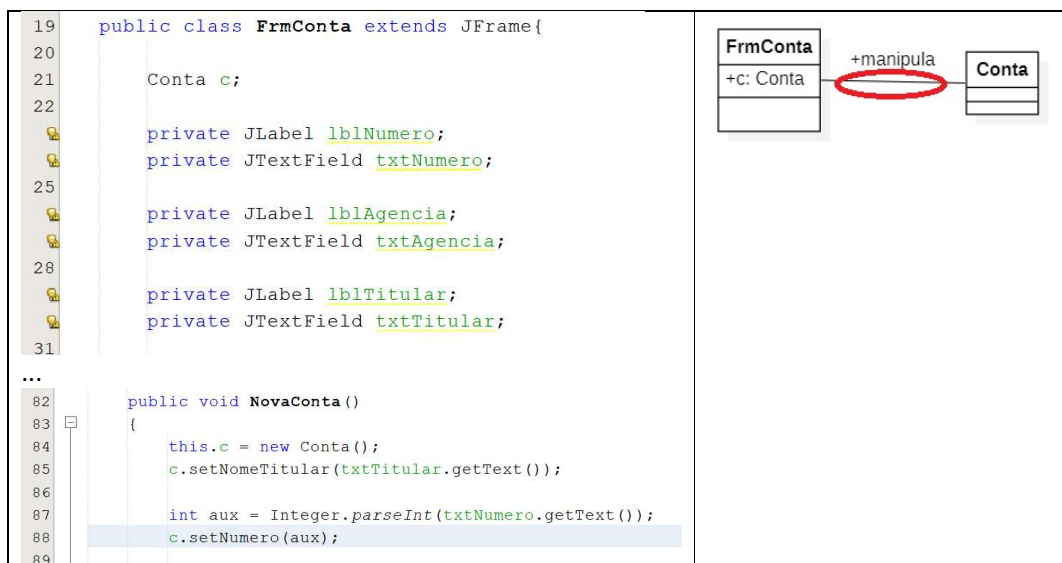 19 public class FrmConta extends JFrame{
20
21 Conta c;
22
private JLabel lblNumero;
private JTextField txtNumero;
25
private JLabel lblAgencia;
private JTextField txtAgencia;
28
private JLabel lblTitular;
private JTextField txtTitular;
31
...
82 public void NovaConta()
83 {
84 this.c = new Conta();
85 c.setNomeTitular(txtTitular.getText());
86
87 int aux = Integer.parseInt(txtNumero.getText());
88 c.setNumero(aux);
89
FrmConta
+c: Conta
+manipula
Conta